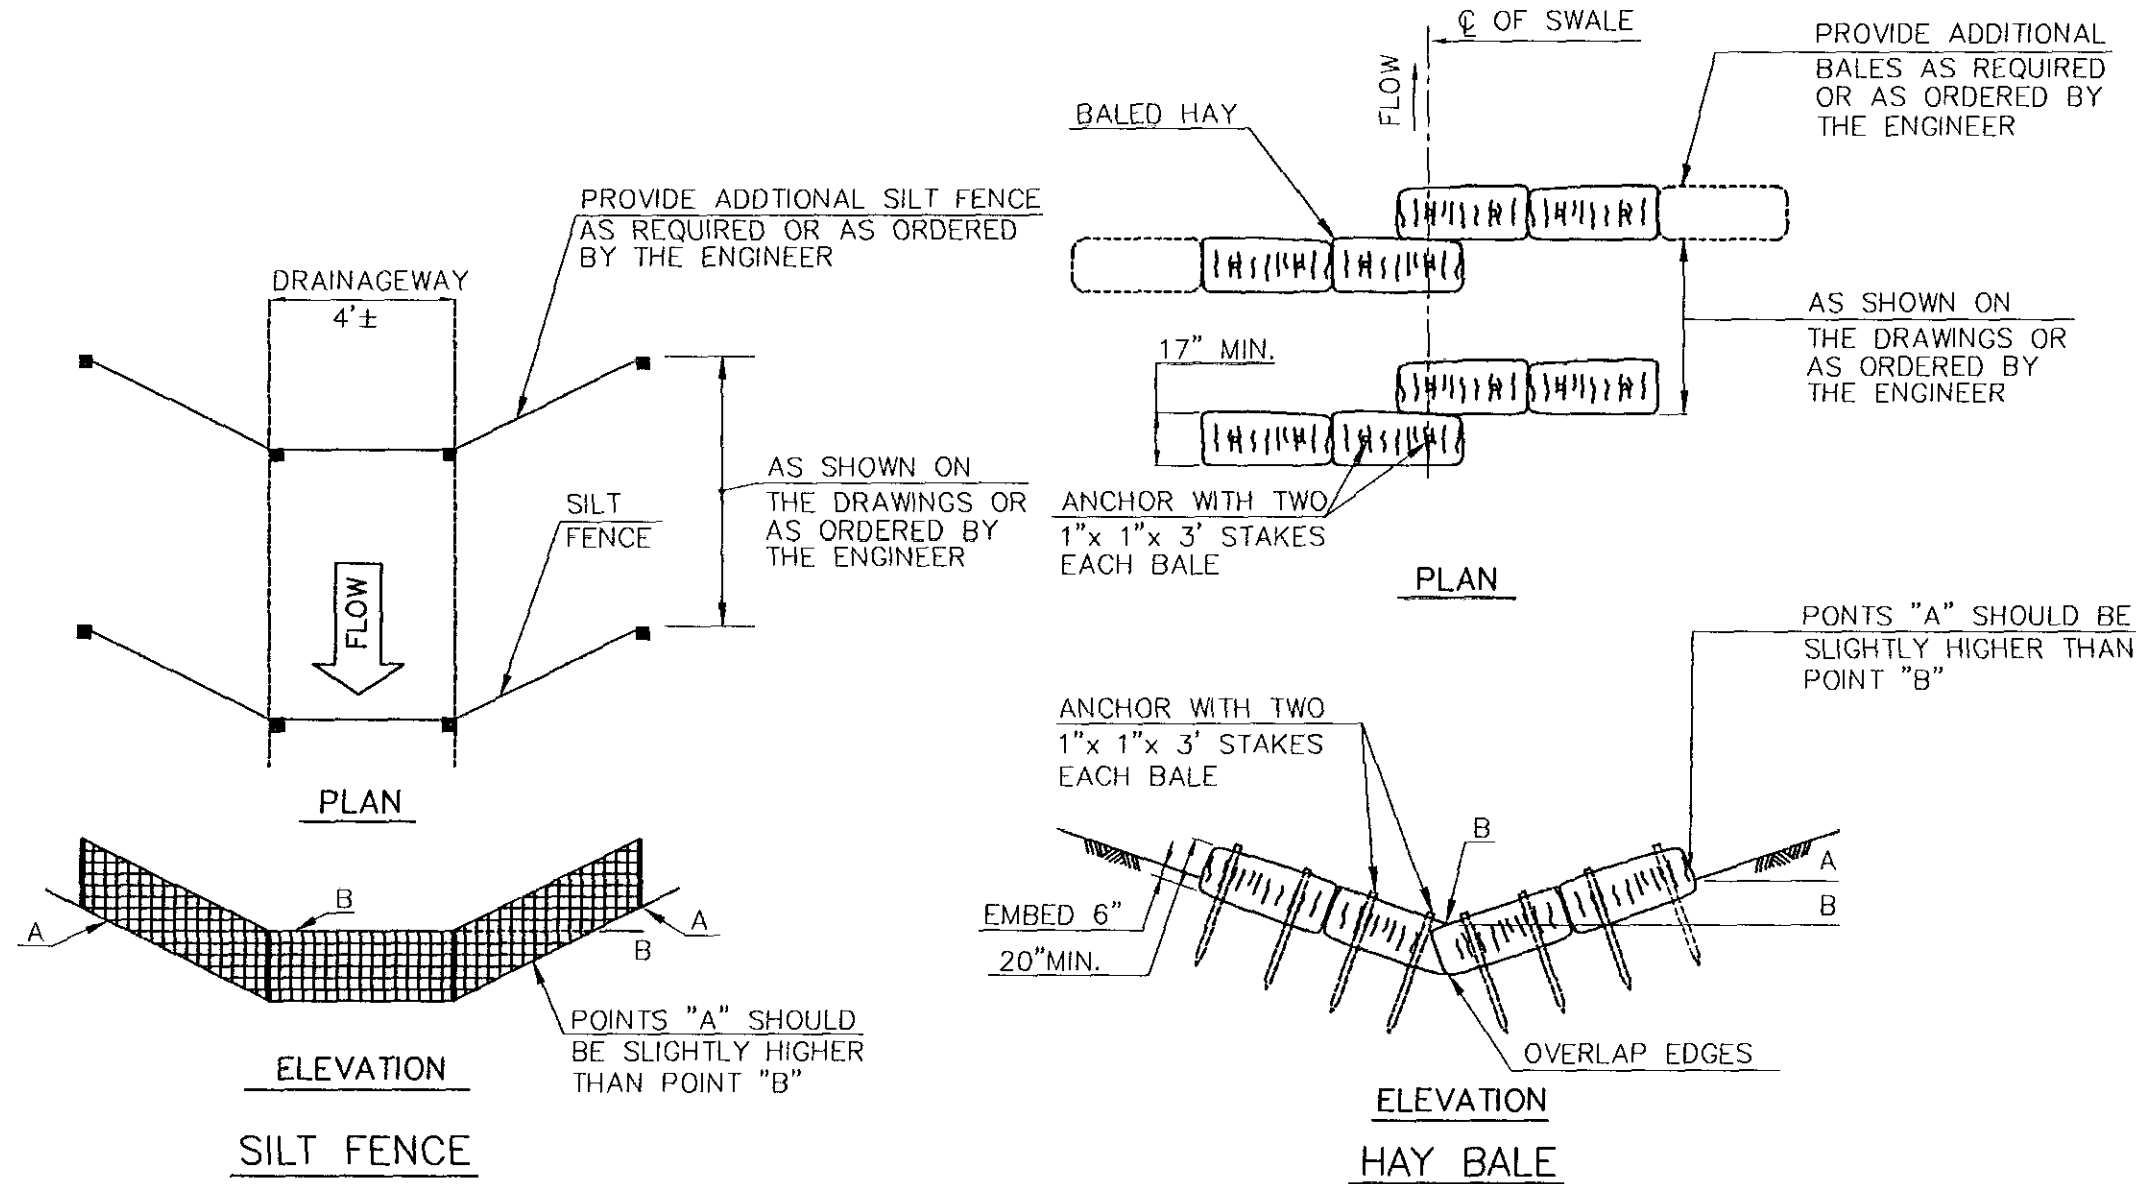 PROVIDE ADDTIONAL SILT FENCE
AS REQUIRED OR AS ORDERED
BY THE ENGINEER
DRAINAGEWAY
4'±
SILT
FENCE
AS SHOWN ON
THE DRAWINGS OR
AS ORDERED BY
THE ENGINEER
FLOW
PLAN
A
B
A
B
POINTS "A" SHOULD
BE SLIGHTLY HIGHER
THAN POINT "B"
ELEVATION
SILT FENCE
℄ OF SWALE
FLOW
PROVIDE ADDITIONAL
BALES AS REQUIRED
OR AS ORDERED BY
THE ENGINEER
BALED HAY
17" MIN.
AS SHOWN ON
THE DRAWINGS OR
AS ORDERED BY
THE ENGINEER
ANCHOR WITH TWO
1"x 1"x 3' STAKES
EACH BALE
PLAN
PONTS "A" SHOULD BE
SLIGHTLY HIGHER THAN
POINT "B"
ANCHOR WITH TWO
1"x 1"x 3' STAKES
EACH BALE
B
A
B
EMBED 6"
20"MIN.
OVERLAP EDGES
ELEVATION
HAY BALE